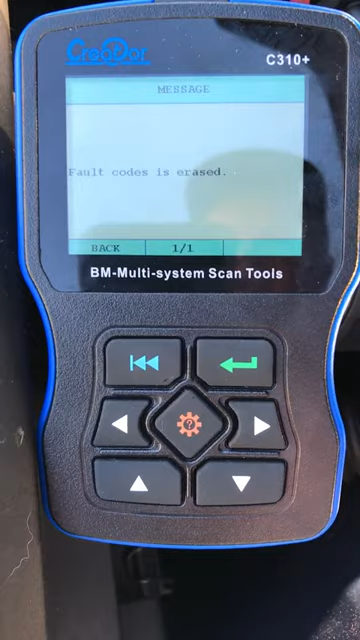 Creator
C310+
MESSAGE
Fault codes is erased.
BACK 1/1
BM-Multi-system Scan Tools
?